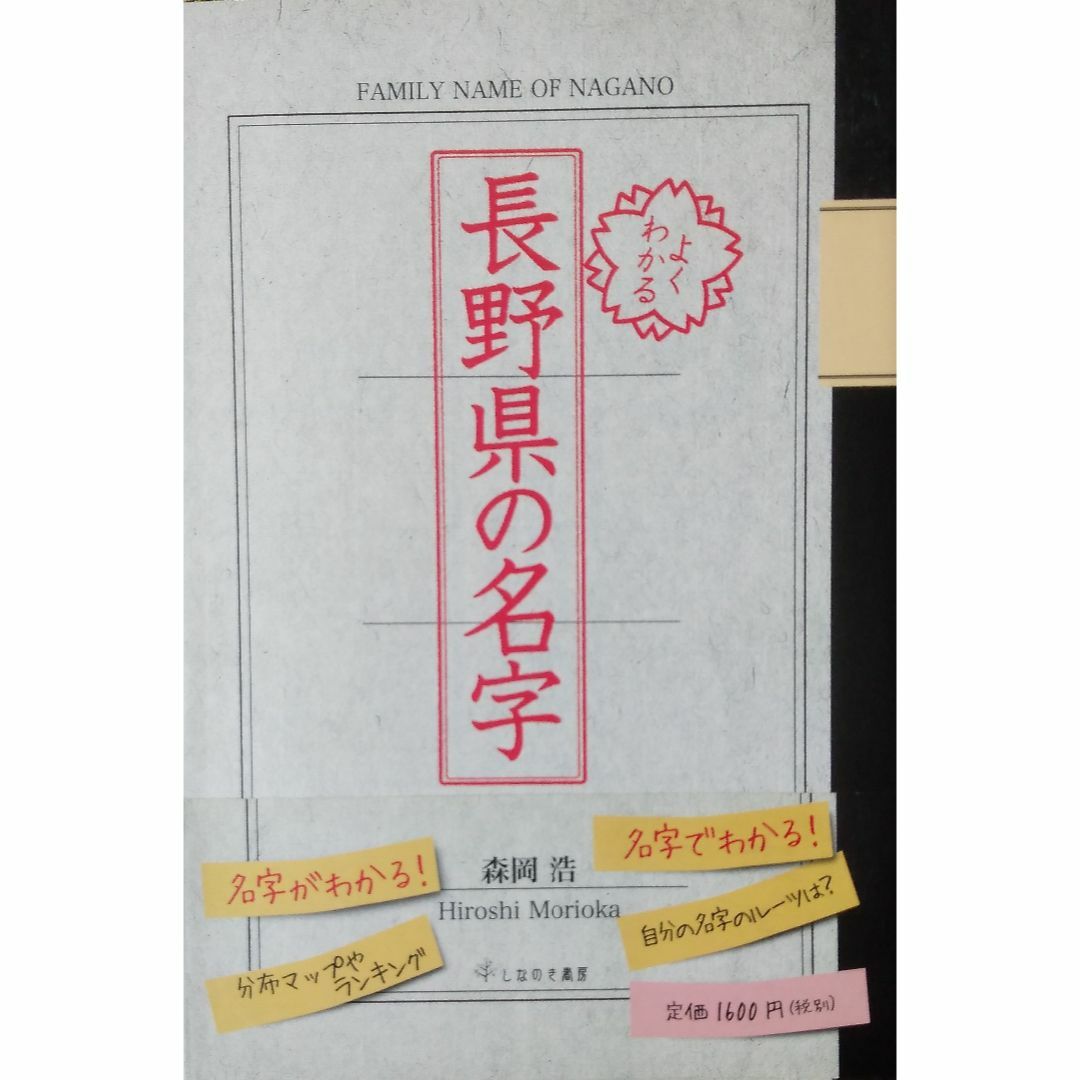 FAMILY NAME OF NAGANO
よく
わかる
長野県の名字
名字がわかる！
名字でわかる！
森岡 浩
Hiroshi Morioka
分布マップや
ランキング
自分の名字のルーツは？
しなのき書房
定価1600円(税別)